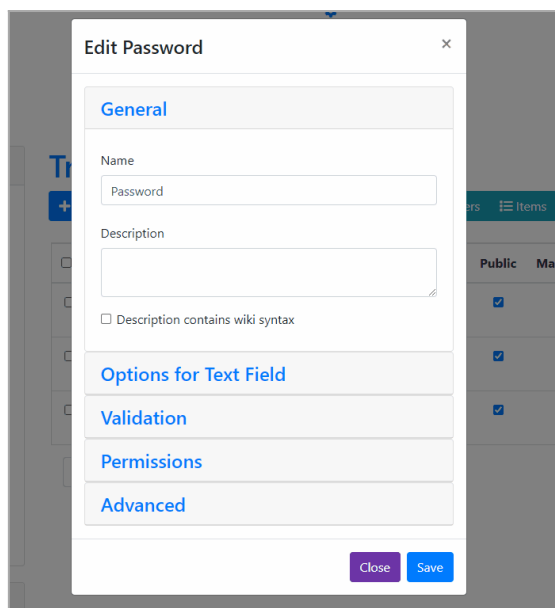 Edit Password
×
General
Tr
Name
Password
+
ers Items
Description
Public Ma
Description contains wiki syntax
Options for Text Field
Validation
Permissions
Advanced
Close Save